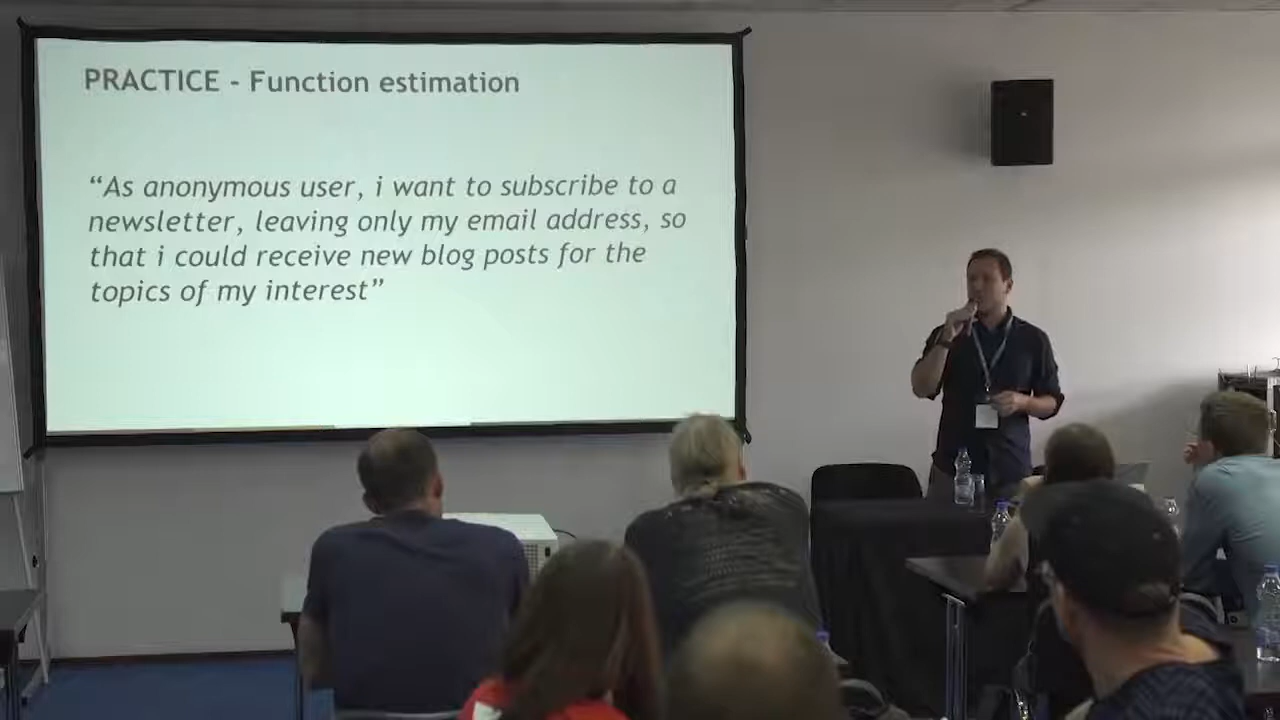 PRACTICE - Function estimation
“As anonymous user, i want to subscribe to a
newsletter, leaving only my email address, so
that i could receive new blog posts for the
topics of my interest”